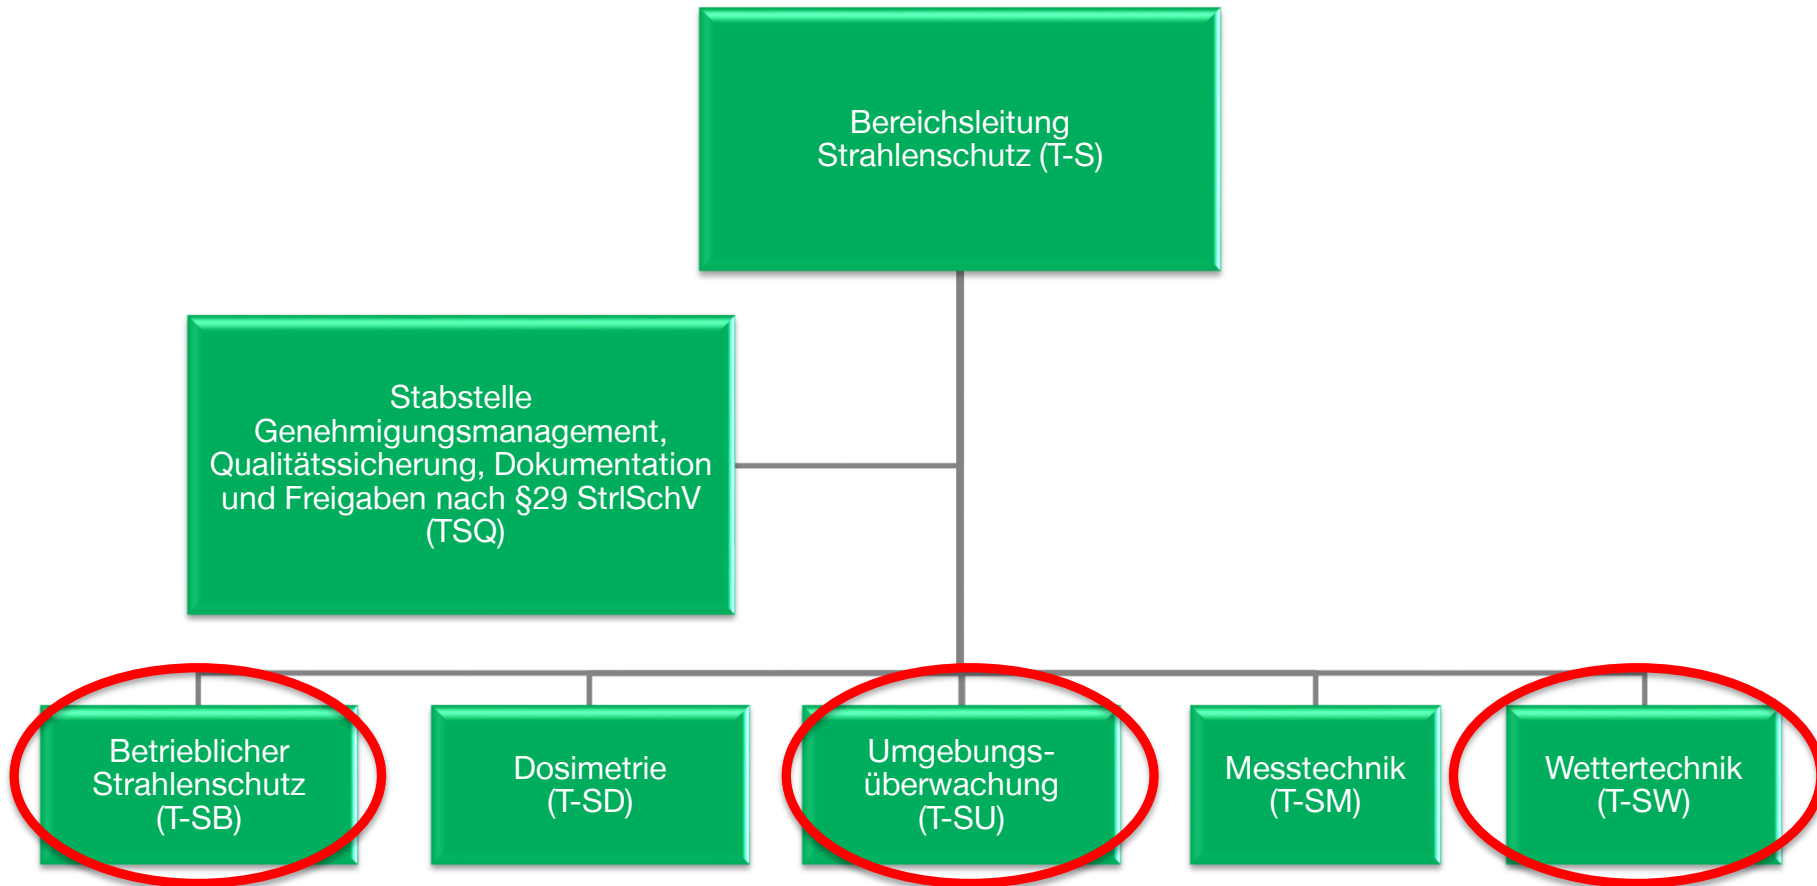 Bereichsleitung
Strahlenschutz (T-S)
Stabstelle
Genehmigungsmanagement,
Qualitätssicherung, Dokumentation
und Freigaben nach §29 StrlSchV
(TSQ)
Betrieblicher
Strahlenschutz
(T-SB)
Dosimetrie
(T-SD)
Umgebungs-
überwachung
(T-SU)
Messtechnik
(T-SM)
Wettertechnik
(T-SW)